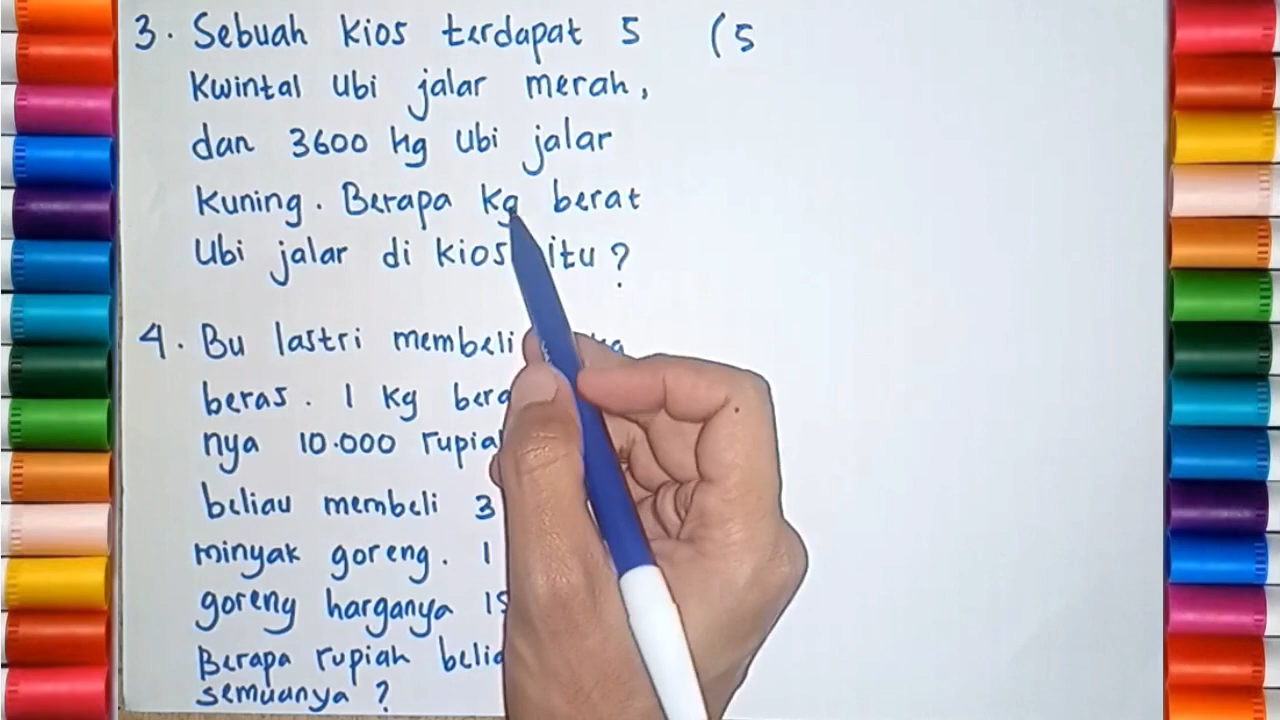 3. Sebuah kios terdapat 5 (5
Kwintal Ubi jalar merah,
dan 3600 hg Ubi jalar
Kuning. Berapa kg berat
Ubi jalar di kios itu?
4. Bu lastri membeli
beras. 1 kg
nya 10.000
beliau membeli 3
minyak goreng. 1
goreng harganya
Berapa rupiah
semuanya?